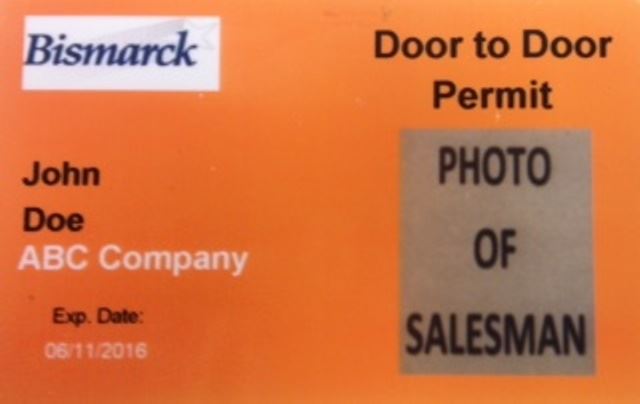 Bismarck
Door to Door
Permit
John
Doe
ABC Company
Exp. Date:
06/11/2016
PHOTO
OF
SALESMAN